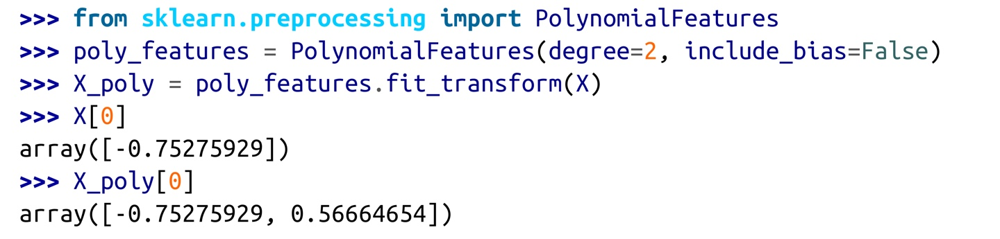 >>> from sklearn.preprocessing import PolynomialFeatures
>>> poly_features = PolynomialFeatures(degree=2, include_bias=False)
>>> X_poly = poly_features.fit_transform(X)
>>> X[0]
array([-0.75275929])
>>> X_poly[0]
array([-0.75275929, 0.56664654])